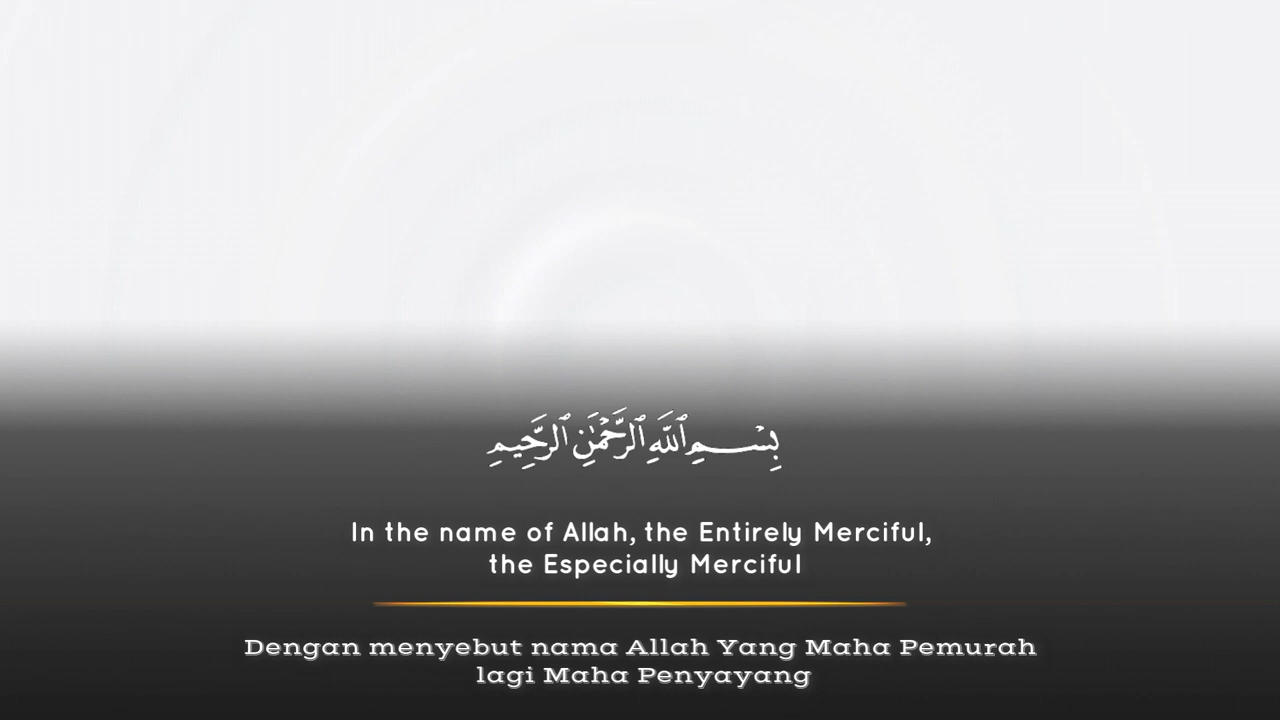 بِسْمِ ٱللَّهِ ٱلرَّحْمَٰنِ ٱلرَّحِيمِ
In the name of Allah, the Entirely Merciful,
the Especially Merciful
Dengan menyebut nama Allah Yang Maha Pemurah
lagi Maha Penyayang